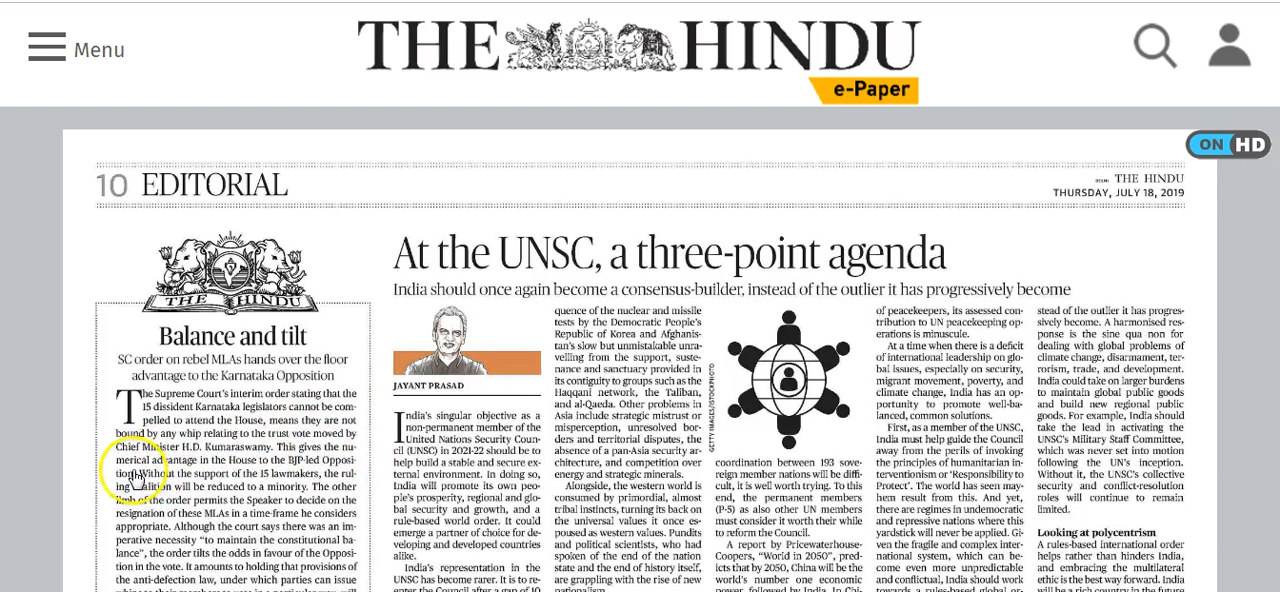 Menu
THE HINDU
e-Paper
ON HD
10 EDITORIAL
THE HINDU
THURSDAY, JULY 18, 2019
THE HINDU
Balance and tilt
SC order on rebel MLAs hands over the floor
advantage to the Karnataka Opposition
The Supreme Court's interim order stating that the
15 dissident Karnataka legislators cannot be com-
pelled to attend the House, means they are not
bound by any whip relating to the trust vote moved by
Chief Minister H.D. Kumaraswamy. This gives the nu-
merical advantage in the House to the BJP-led Opposi-
tion. Without the support of the 15 lawmakers, the rul-
ing coalition will be reduced to a minority. The other
limb of the order permits the Speaker to decide on the
resignation of these MLAs in a time-frame he considers
appropriate. Although the court says there was an im-
perative necessity “to maintain the constitutional ba-
lance”, the order tilts the odds in favour of the Opposi-
tion in the vote. It amounts to holding that provisions of
the anti-defection law, under which parties can issue
At the UNSC, a three-point agenda
India should once again become a consensus-builder, instead of the outlier it has progressively become
JAYANT PRASAD
India's singular objective as a
non-permanent member of the
United Nations Security Coun-
cil (UNSC) in 2021-22 should be to
help build a stable and secure ex-
ternal environment. In doing so,
India will promote its own peo-
ple's prosperity, regional and glo-
bal security and growth, and a
rule-based world order. It could
emerge a partner of choice for de-
veloping and developed countries
alike.
India's representation in the
UNSC has become rarer. It is to re-
enter the Council after a gap of 10
quence of the nuclear and missile
tests by the Democratic People's
Republic of Korea and Afghanis-
tan's slow but unmistakable unra-
velling from the support, suste-
nance and sanctuary provided in
its contiguity to groups such as the
Haqqani network, the Taliban,
and al-Qaeda. Other problems in
Asia include strategic mistrust or
misperception, unresolved bor-
ders and territorial disputes, the
absence of a pan-Asia security ar-
chitecture, and competition over
energy and strategic minerals.
Alongside, the western world is
consumed by primordial, almost
tribal instincts, turning its back on
the universal values it once es-
poused as western values. Pundits
and political scientists, who had
spoken of the end of the nation
state and the end of history itself,
are grappling with the rise of new
nationalism.
GETTY IMAGES/ISTOCKPHOTO
coordination between 193 sove-
reign member nations will be diffi-
cult, it is well worth trying. To this
end, the permanent members
(P-5) as also other UN members
must consider it worth their while
to reform the Council.
A report by Pricewaterhouse-
Coopers, “World in 2050”, pred-
icts that by 2050, China will be the
world's number one economic
power, followed by India. In Chi-
of peacekeepers, its assessed con-
tribution to UN peacekeeping op-
erations is minuscule.
At a time when there is a deficit
of international leadership on glo-
bal issues, especially on security,
migrant movement, poverty, and
climate change, India has an op-
portunity to promote well-ba-
lanced, common solutions.
First, as a member of the UNSC,
India must help guide the Council
away from the perils of invoking
the principles of humanitarian in-
terventionism or ‘Responsibility to
Protect’. The world has seen may-
hem result from this. And yet,
there are regimes in undemocratic
and repressive nations where this
yardstick will never be applied. Gi-
ven the fragile and complex inter-
national system, which can be-
come even more unpredictable
and conflictual, India should work
towards a rules-based global or-
stead of the outlier it has progres-
sively become. A harmonised res-
ponse is the sine qua non for
dealing with global problems of
climate change, disarmament, ter-
rorism, trade, and development.
India could take on larger burdens
to maintain global public goods
and build new regional public
goods. For example, India should
take the lead in activating the
UNSC's Military Staff Committee,
which was never set into motion
following the UN's inception.
Without it, the UNSC's collective
security and conflict-resolution
roles will continue to remain
limited.
Looking at polycentrism
A rules-based international order
helps rather than hinders India,
and embracing the multilateral
ethic is the best way forward. India
will be a rich country in the future